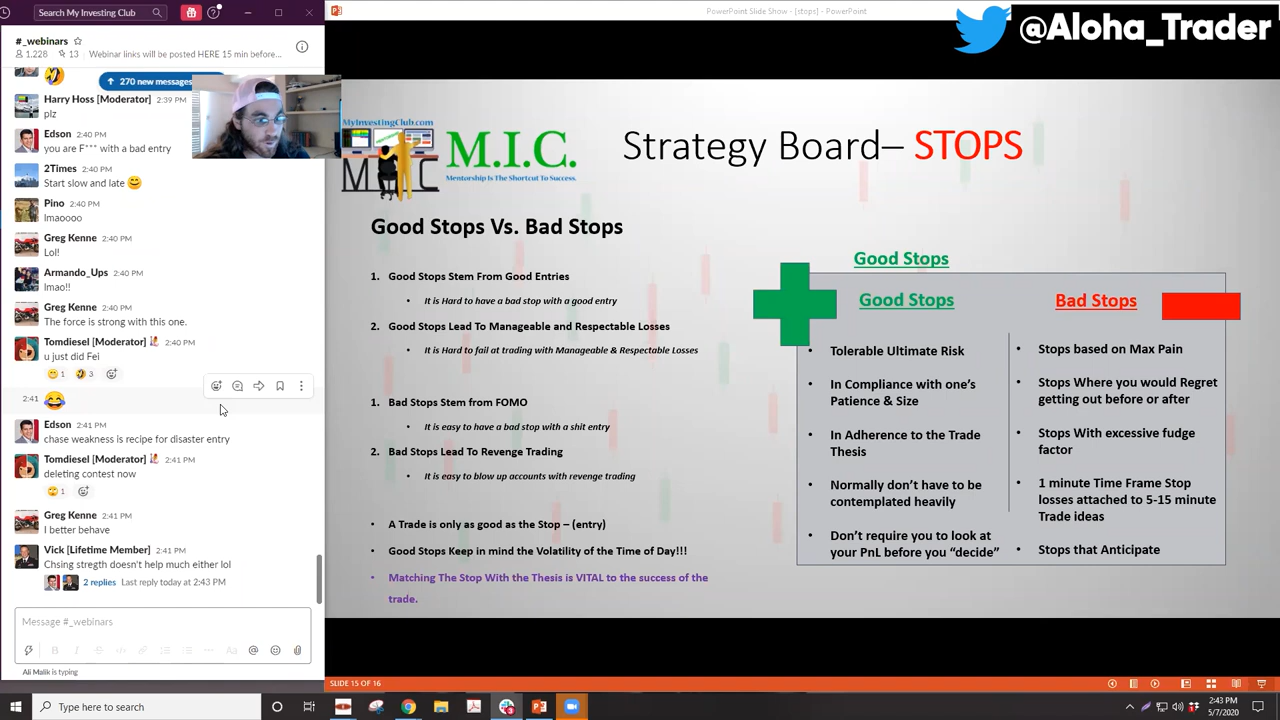 Search My Investing Club
PowerPoint Slide Show - [stops] - PowerPoint
@Aloha_Trader
#_webinars
1,228
13
Webinar links will be posted HERE 15 min before...
270 new messages
Harry Hoss [Moderator] 2:39 PM
plz
Edson 2:40 PM
you are F*** with a bad entry
2Times 2:40 PM
Start slow and late
Pino 2:40 PM
lmaoooo
Greg Kenne 2:40 PM
Lol!
Armando_Ups 2:40 PM
lmao!!
Greg Kenne 2:40 PM
The force is strong with this one.
Tomdiesel [Moderator] 2:40 PM
u just did Fei
1 3
2:41
Edson 2:41 PM
chase weakness is recipe for disaster entry
Tomdiesel [Moderator] 2:41 PM
deleting contest now
1
Greg Kenne 2:41 PM
I better behave
Vick [Lifetime Member] 2:41 PM
Chsing stregth doesn't help much either lol
2 replies Last reply today at 2:43 PM
Message #_webinars
Ali Malik is typing
MyInvestingClub.com
MIC
M.I.C.
Mentorship Is The Shortcut To Success.
Strategy Board– STOPS
Good Stops Vs. Bad Stops
1. Good Stops Stem From Good Entries
• It is Hard to have a bad stop with a good entry
2. Good Stops Lead To Manageable and Respectable Losses
• It is Hard to fail at trading with Manageable & Respectable Losses
1. Bad Stops Stem from FOMO
• It is easy to have a bad stop with a shit entry
2. Bad Stops Lead To Revenge Trading
• It is easy to blow up accounts with revenge trading
• A Trade is only as good as the Stop – (entry)
• Good Stops Keep in mind the Volatility of the Time of Day!!!
• Matching The Stop With the Thesis is VITAL to the success of the
trade.
Good Stops
Good Stops
• Tolerable Ultimate Risk
• In Compliance with one's
Patience & Size
• In Adherence to the Trade
Thesis
• Normally don't have to be
contemplated heavily
• Don't require you to look at
your PnL before you "decide"
Bad Stops
• Stops based on Max Pain
• Stops Where you would Regret
getting out before or after
• Stops With excessive fudge
factor
• 1 minute Time Frame Stop
losses attached to 5-15 minute
Trade ideas
• Stops that Anticipate
SLIDE 15 OF 16
Type here to search
2:43 PM
5/7/2020